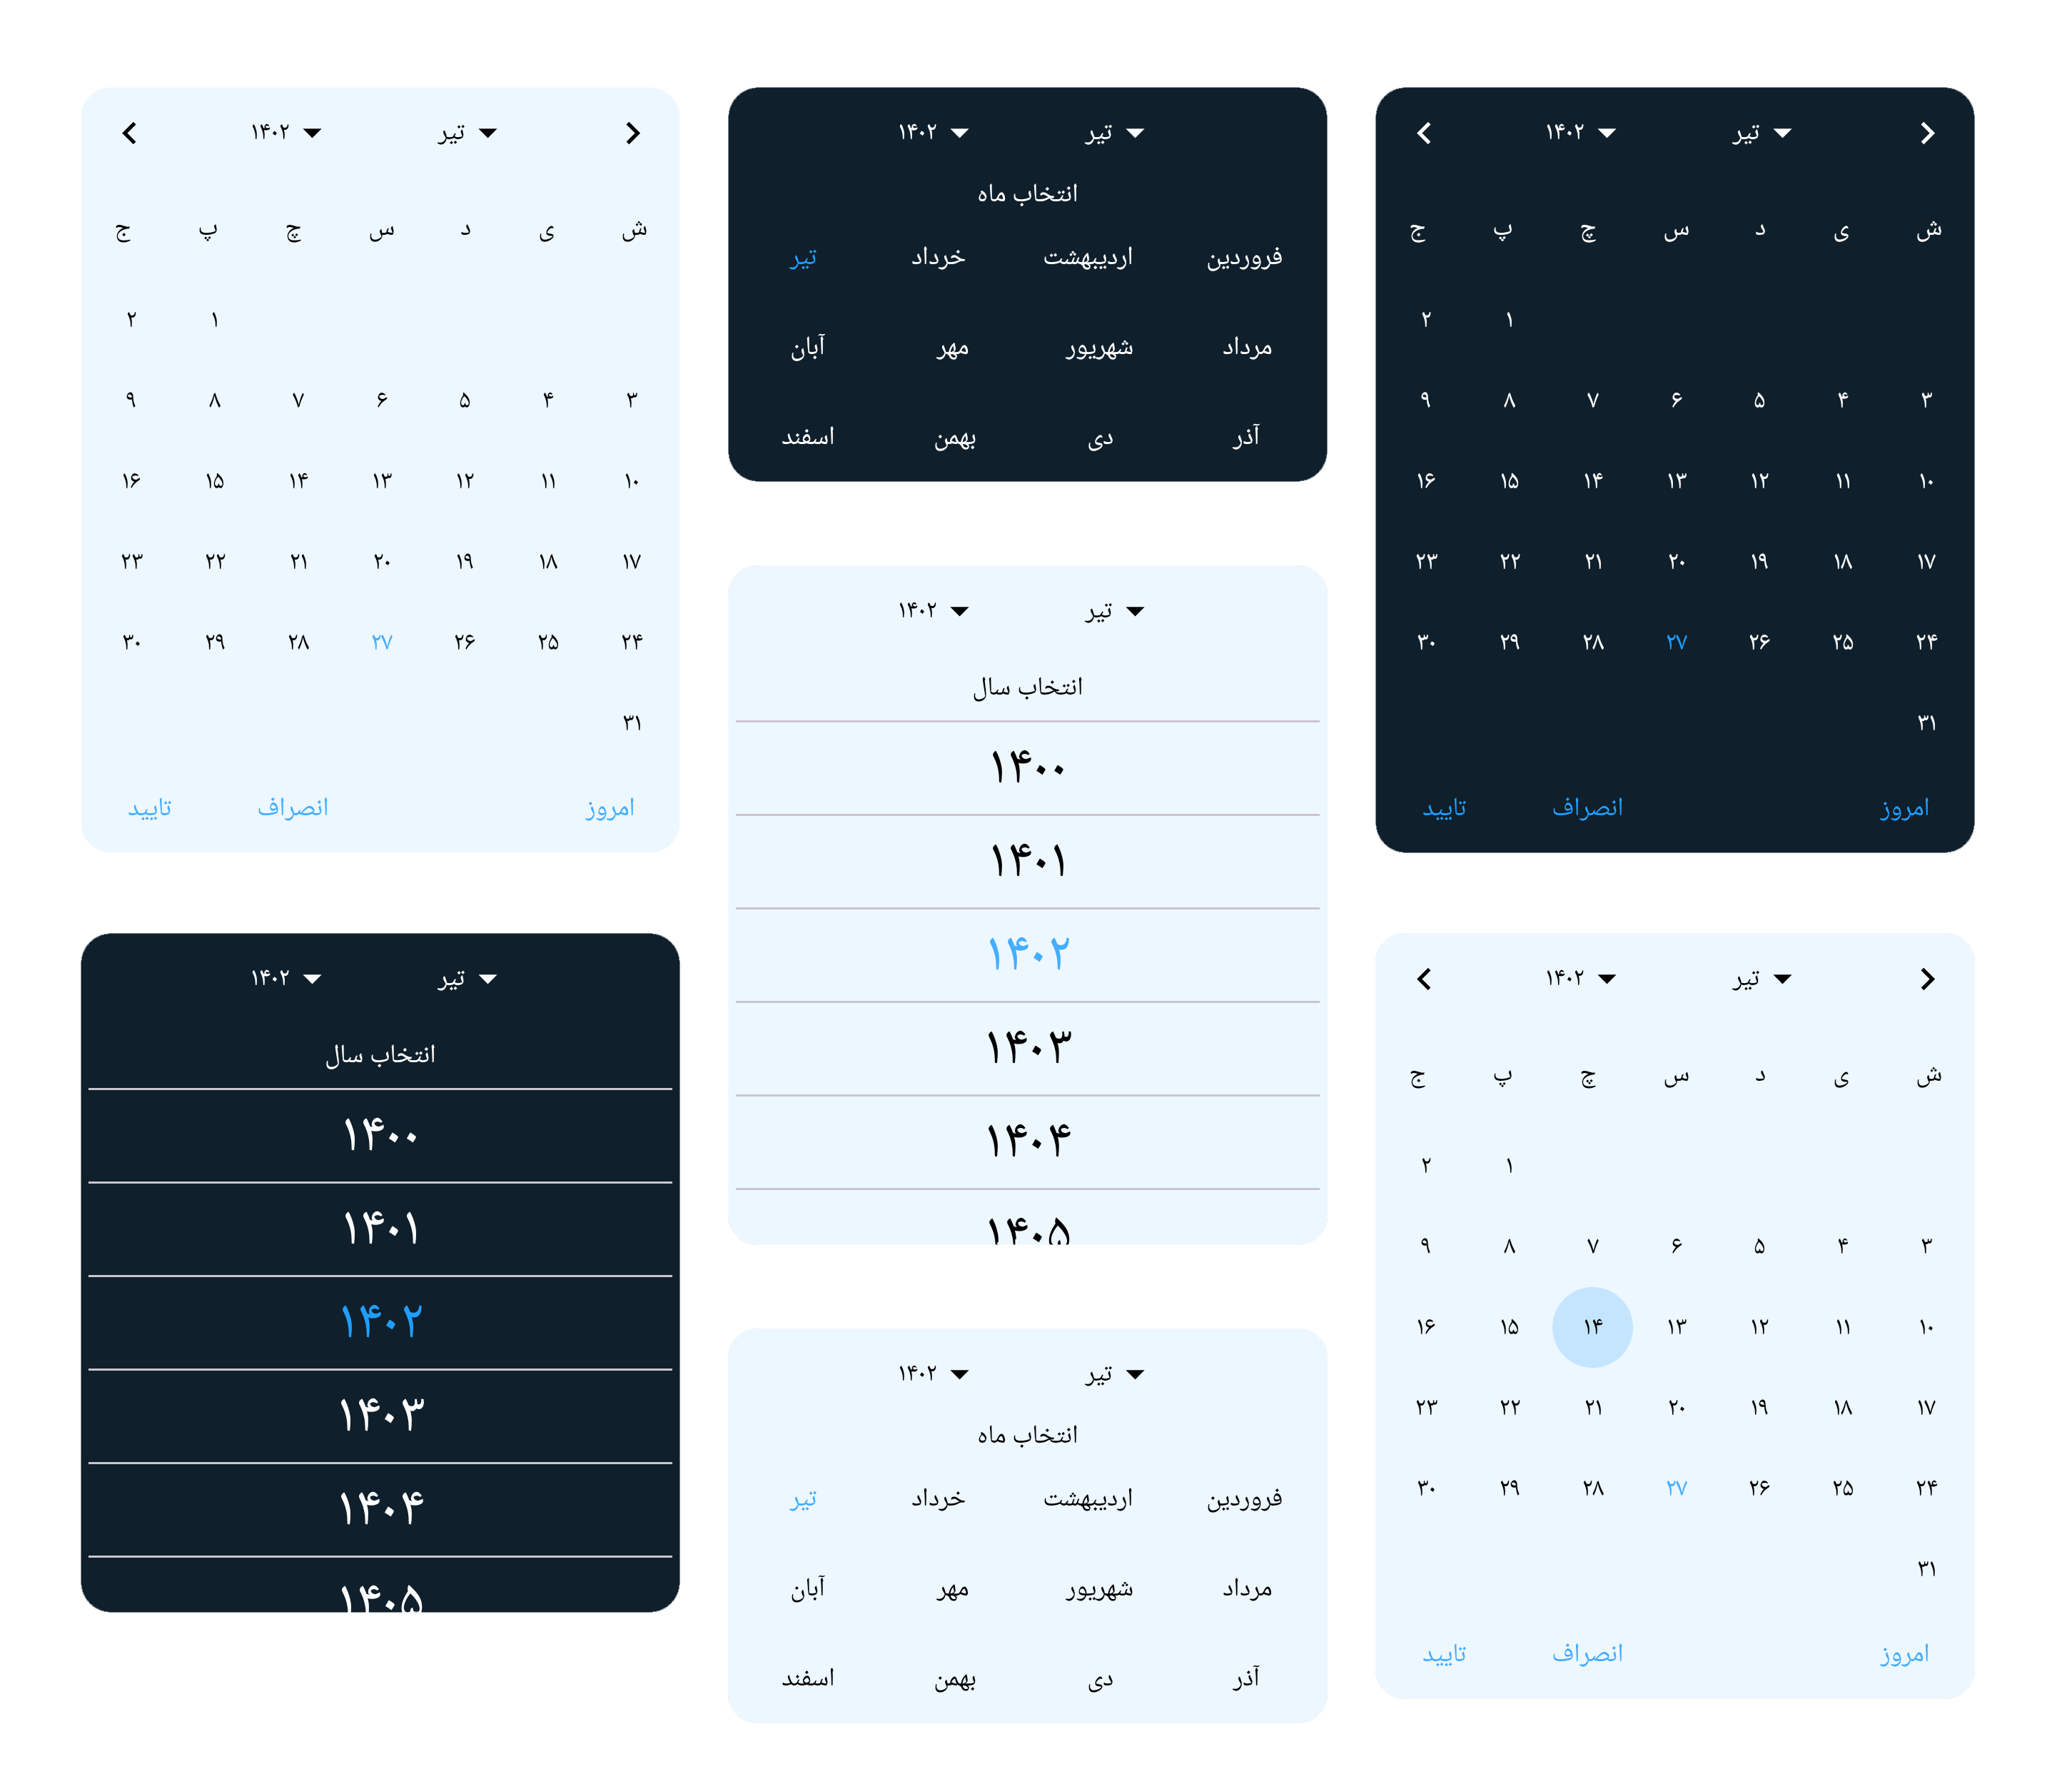 تیر ۱۴۰۲
ش ی د س چ پ ج
۱ ۲
۳ ۴ ۵ ۶ ۷ ۸ ۹
۱۰ ۱۱ ۱۲ ۱۳ ۱۴ ۱۵ ۱۶
۱۷ ۱۸ ۱۹ ۲۰ ۲۱ ۲۲ ۲۳
۲۴ ۲۵ ۲۶ ۲۷ ۲۸ ۲۹ ۳۰
۳۱
امروز انصراف تایید
تیر ۱۴۰۲
ش ی د س چ پ ج
۱ ۲
۳ ۴ ۵ ۶ ۷ ۸ ۹
۱۰ ۱۱ ۱۲ ۱۳ ۱۴ ۱۵ ۱۶
۱۷ ۱۸ ۱۹ ۲۰ ۲۱ ۲۲ ۲۳
۲۴ ۲۵ ۲۶ ۲۷ ۲۸ ۲۹ ۳۰
۳۱
امروز انصراف تایید
تیر ۱۴۰۲
انتخاب ماه
فروردین اردیبهشت خرداد تیر
مرداد شهریور مهر آبان
آذر دی بهمن اسفند
تیر ۱۴۰۲
انتخاب سال
۱۴۰۰
۱۴۰۱
۱۴۰۲
۱۴۰۳
۱۴۰۴
۱۴۰۵
تیر ۱۴۰۲
انتخاب ماه
فروردین اردیبهشت خرداد تیر
مرداد شهریور مهر آبان
آذر دی بهمن اسفند
تیر ۱۴۰۲
ش ی د س چ پ ج
۱ ۲
۳ ۴ ۵ ۶ ۷ ۸ ۹
۱۰ ۱۱ ۱۲ ۱۳ ۱۴ ۱۵ ۱۶
۱۷ ۱۸ ۱۹ ۲۰ ۲۱ ۲۲ ۲۳
۲۴ ۲۵ ۲۶ ۲۷ ۲۸ ۲۹ ۳۰
۳۱
امروز انصراف تایید
تیر ۱۴۰۲
انتخاب سال
۱۴۰۰
۱۴۰۱
۱۴۰۲
۱۴۰۳
۱۴۰۴
۱۴۰۵